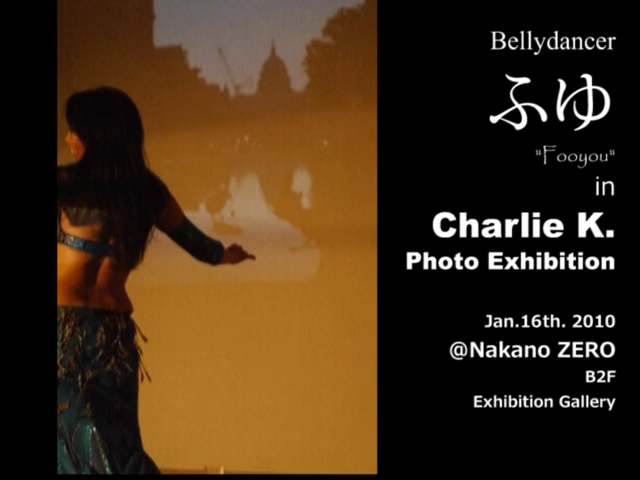 Bellydancer
ふゆ
"Fooyou"
in
Charlie K.
Photo Exhibition
Jan.16th. 2010
@Nakano ZERO
B2F
Exhibition Gallery